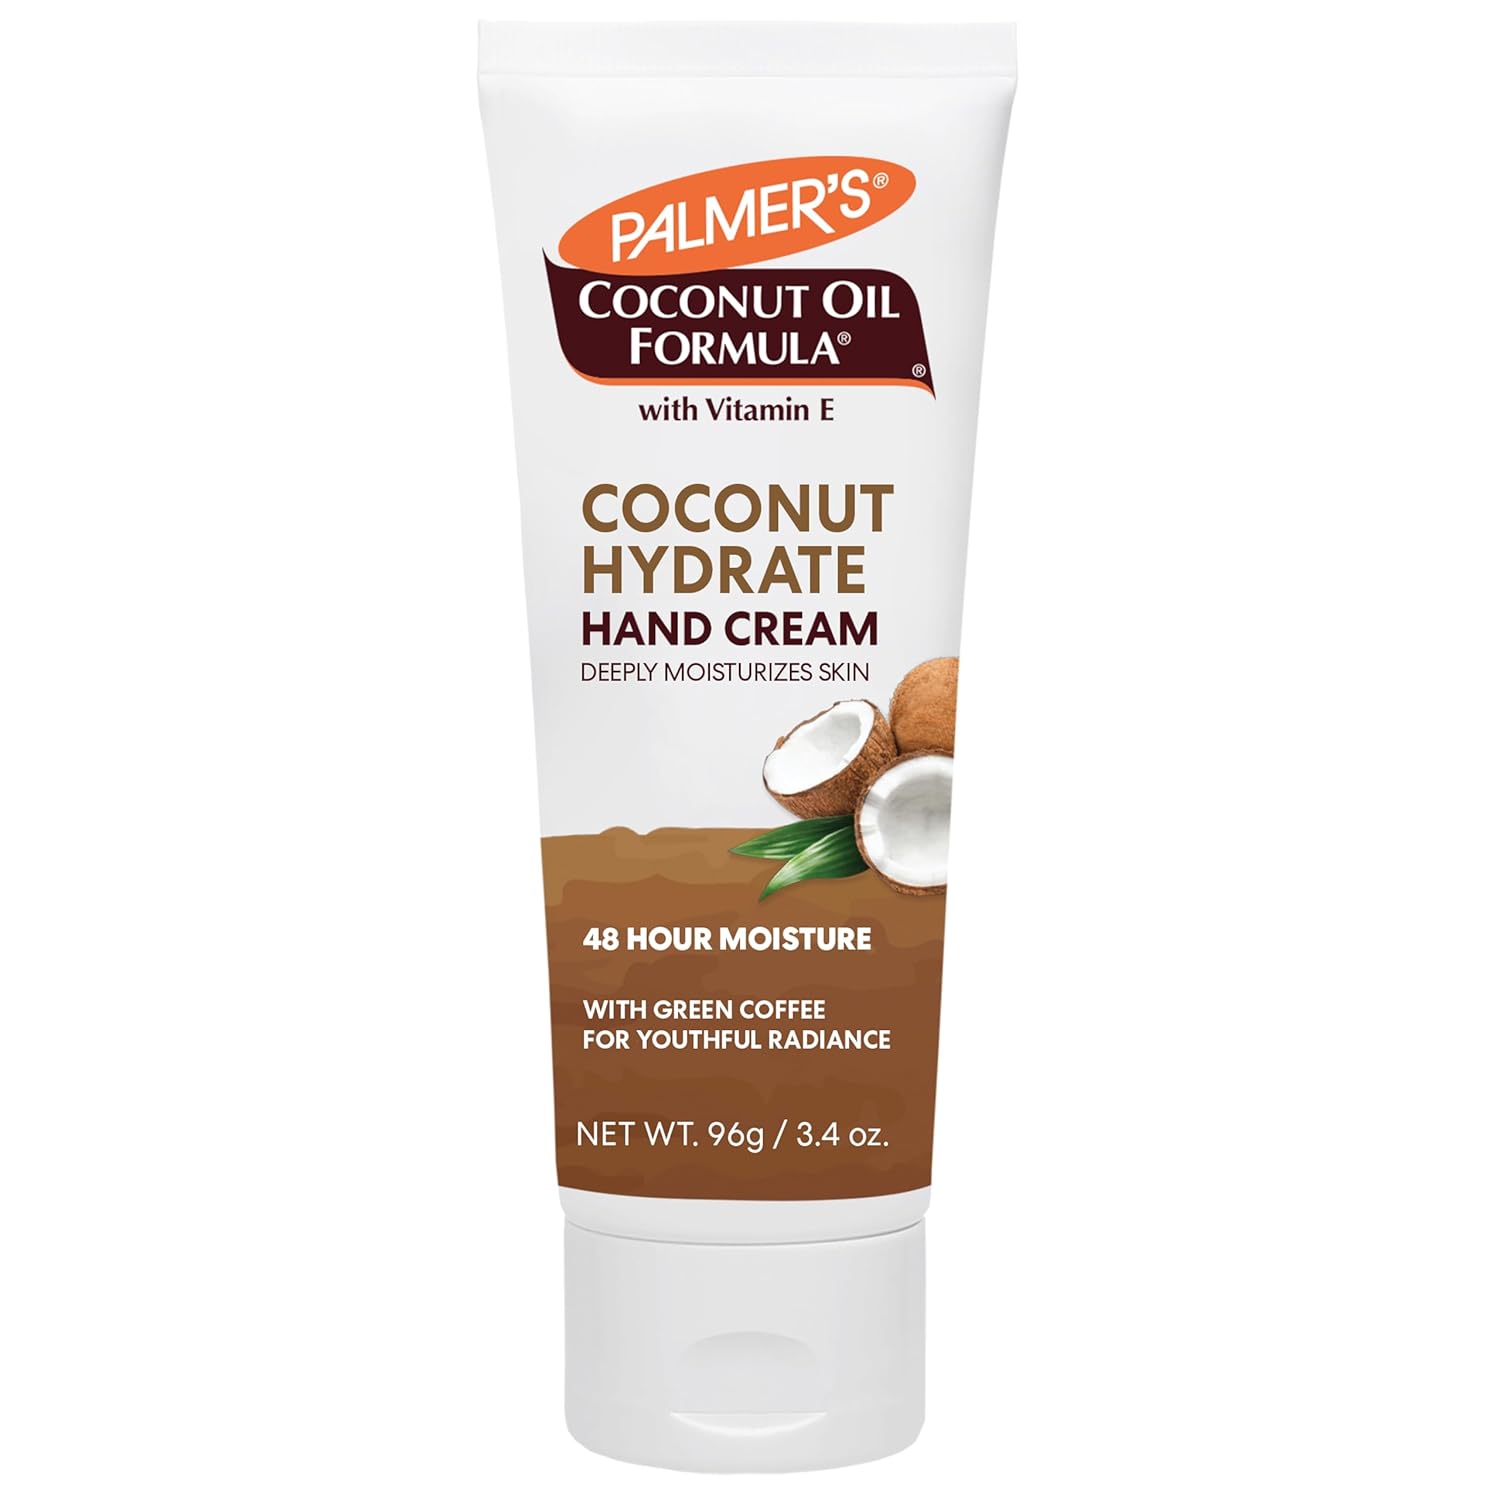 PALMER'S®
COCONUT OIL
FORMULA®
®
with Vitamin E
COCONUT
HYDRATE
HAND CREAM
DEEPLY MOISTURIZES SKIN
48 HOUR MOISTURE
WITH GREEN COFFEE
FOR YOUTHFUL RADIANCE
NET WT. 96g / 3.4 oz.